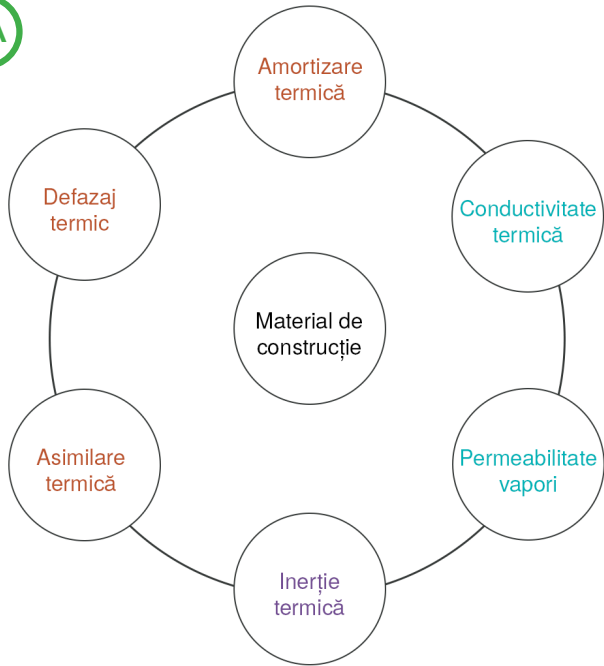 Amortizare
termică
Defazaj
termic
Conductivitate
termică
Material de
construcție
Asimilare
termică
Permeabilitate
vapori
Inerție
termică